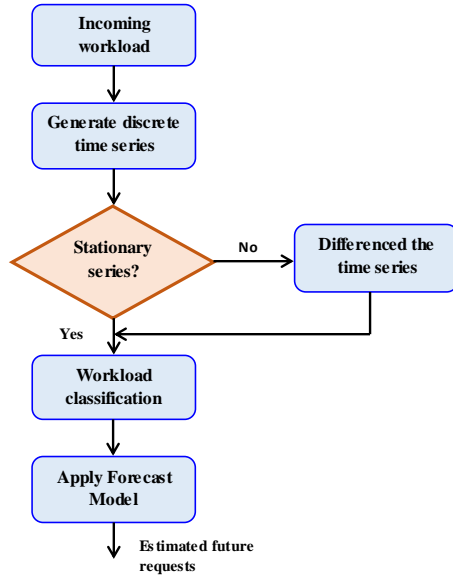 Incoming
workload
Generate discrete
time series
Stationary
series?
No
Differenced the
time series
Yes
Workload
classification
Apply Forecast
Model
Estimated future
requests